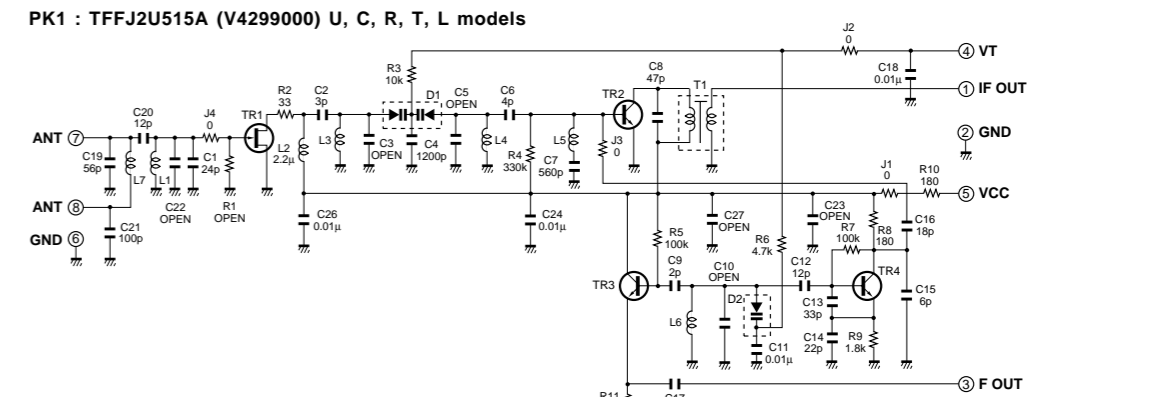 PK1 : TFFJ2U515A (V4299000) U, C, R, T, L models
J2
0
④ VT
C18
0.01µ
R3
10k
C8
47p
T1
① IF OUT
R2
33
C2
3p
D1
C5
OPEN
C6
4p
TR2
C20
12p
J4
0
TR1
ANT ⑦
② GND
L2
2.2µ
L3
C3
OPEN
C4
1200p
L4
R4
330k
L5
C7
560p
J3
0
C19
56p
L7
L1
C1
24p
C22
OPEN
R1
OPEN
J1
0
R10
180
⑤ VCC
ANT ⑧
C21
100p
GND ⑥
C26
0.01µ
C24
0.01µ
R5
100k
C27
OPEN
R6
4.7k
C23
OPEN
R7
100k
R8
180
C16
18p
TR3
C9
2p
C10
OPEN
D2
C12
12p
TR4
C13
33p
C15
6p
L6
C11
0.01µ
C14
22p
R9
1.8k
③ F OUT
R11
C17